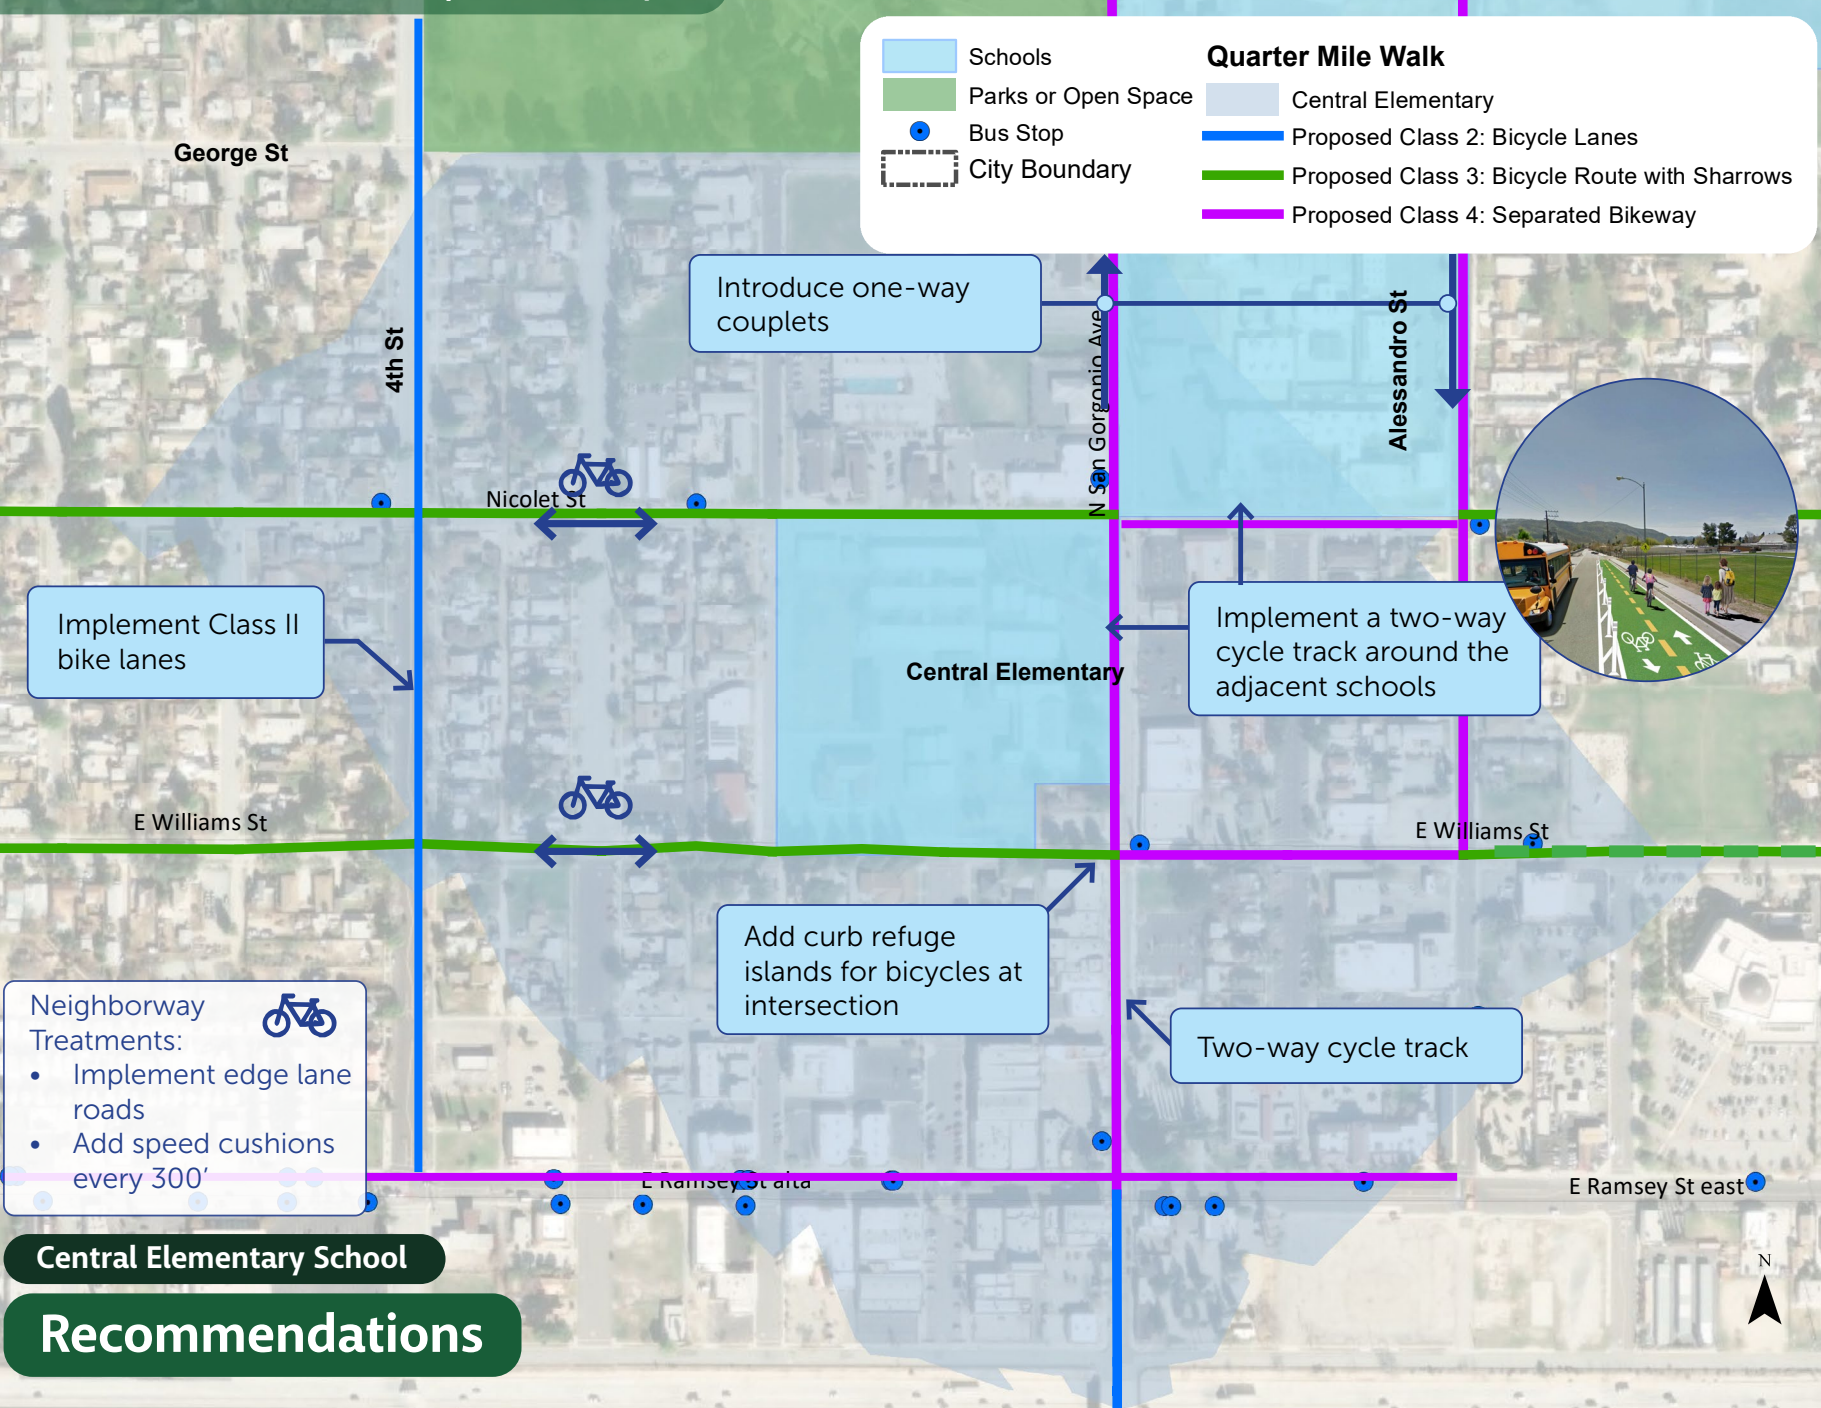 Schools
Parks or Open Space
Bus Stop
City Boundary
Quarter Mile Walk
Central Elementary
Proposed Class 2: Bicycle Lanes
Proposed Class 3: Bicycle Route with Sharrows
Proposed Class 4: Separated Bikeway
George St
4th St
Introduce one-way
couplets
N San Gorgonio Ave
Alessandro St
Nicolet St
Implement Class II
bike lanes
Implement a two-way
cycle track around the
adjacent schools
Central Elementary
E Williams St
E Williams St
Add curb refuge
islands for bicycles at
intersection
Two-way cycle track
Neighborway
Treatments:
• Implement edge lane
roads
• Add speed cushions
every 300′
E Ramsey St alta
E Ramsey St east
Central Elementary School
Recommendations
N